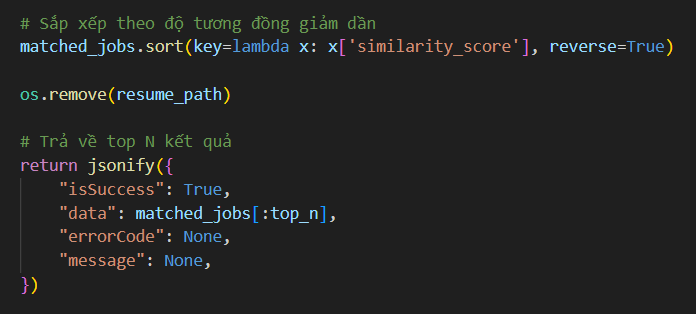 # Sắp xếp theo độ tương đồng giảm dần
matched_jobs.sort(key=lambda x: x['similarity_score'], reverse=True)
os.remove(resume_path)
# Trả về top N kết quả
return jsonify({
    "isSuccess": True,
    "data": matched_jobs[:top_n],
    "errorCode": None,
    "message": None,
})